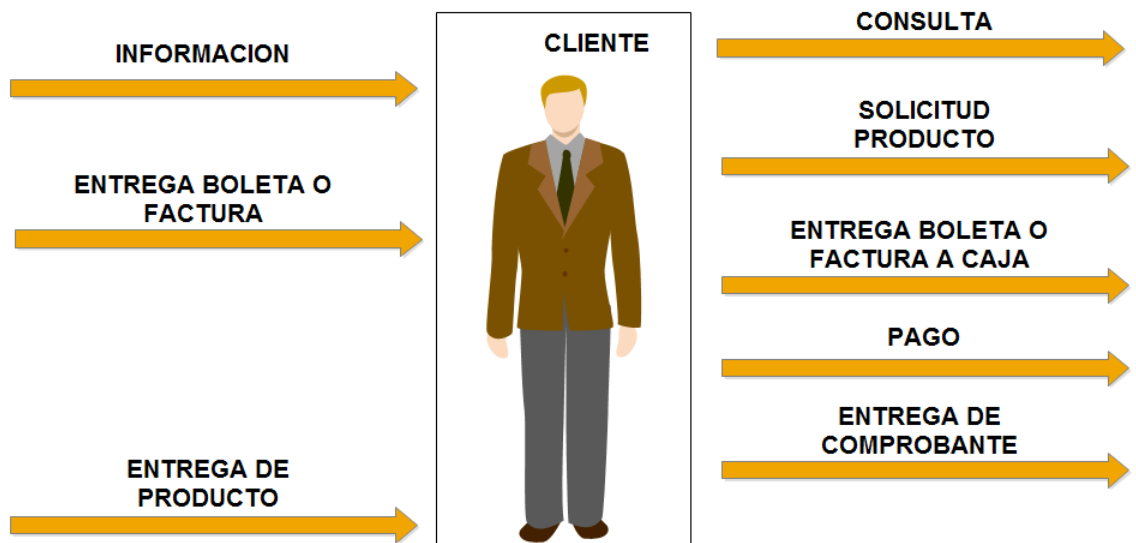 INFORMACION
ENTREGA BOLETA O
FACTURA
ENTREGA DE
PRODUCTO
CLIENTE
CONSULTA
SOLICITUD
PRODUCTO
ENTREGA BOLETA O
FACTURA A CAJA
PAGO
ENTREGA DE
COMPROBANTE